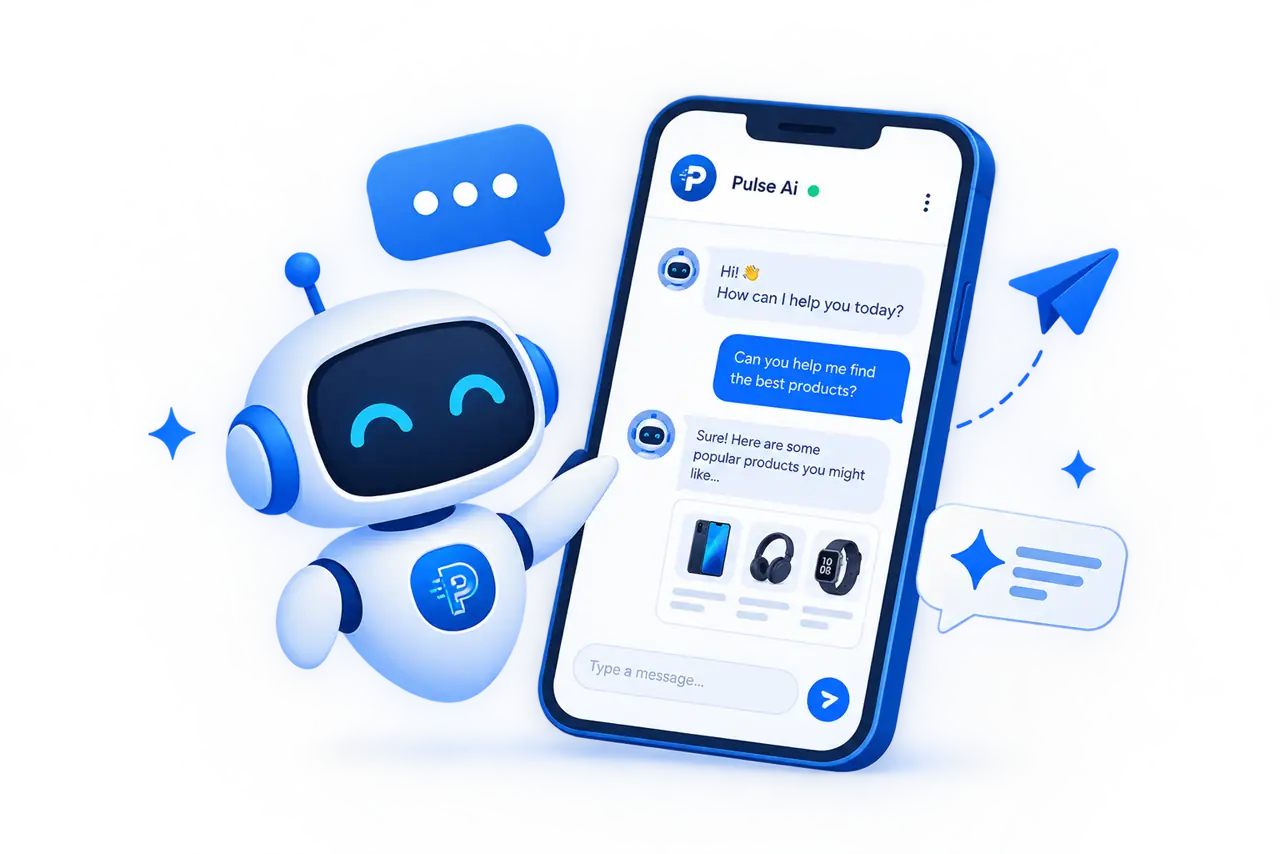 P
Pulse Ai
Hi! 👋
How can I help you today?
Can you help me find
the best products?
Sure! Here are some
popular products you might
like...
10
08
Type a message...
P